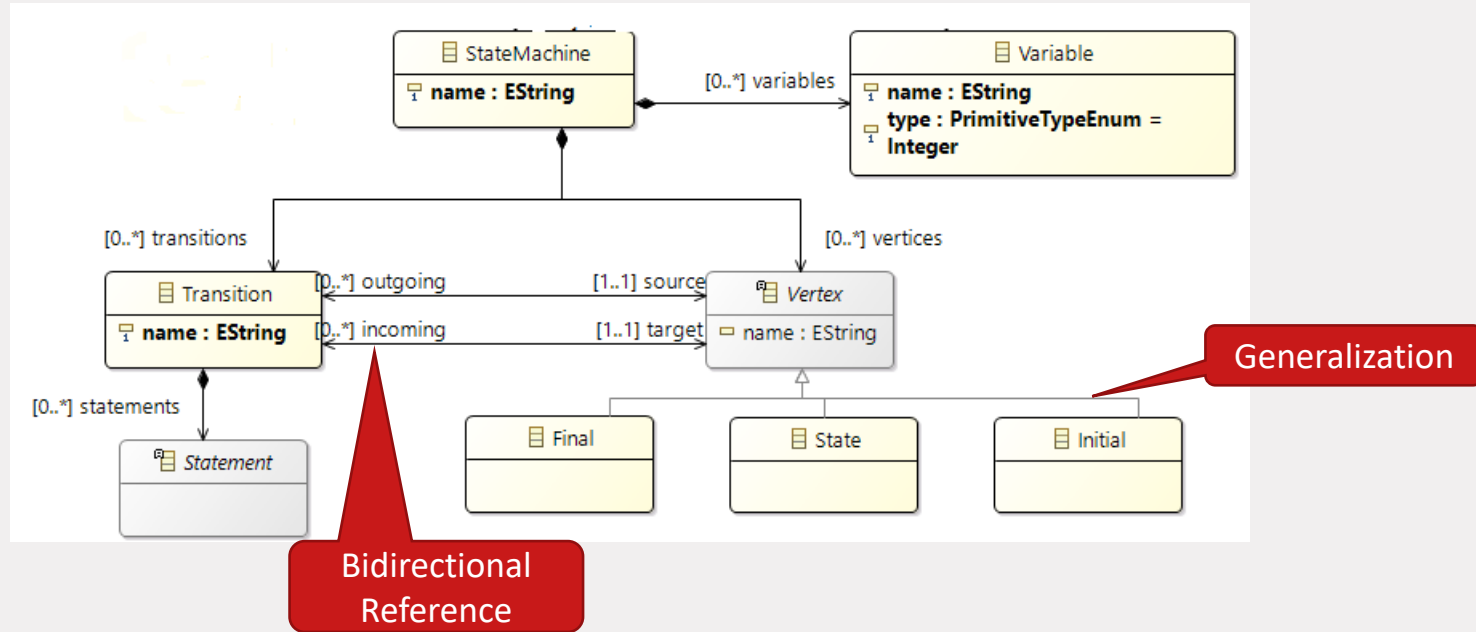 StateMachine
name : EString
[0..*] variables
Variable
name : EString
type : PrimitiveTypeEnum =
Integer
[0..*] transitions
[0..*] vertices
Transition
name : EString
[0..*] outgoing
[1..1] source
[0..*] incoming
[1..1] target
Vertex
name : EString
Generalization
[0..*] statements
Statement
Final
State
Initial
Bidirectional
Reference